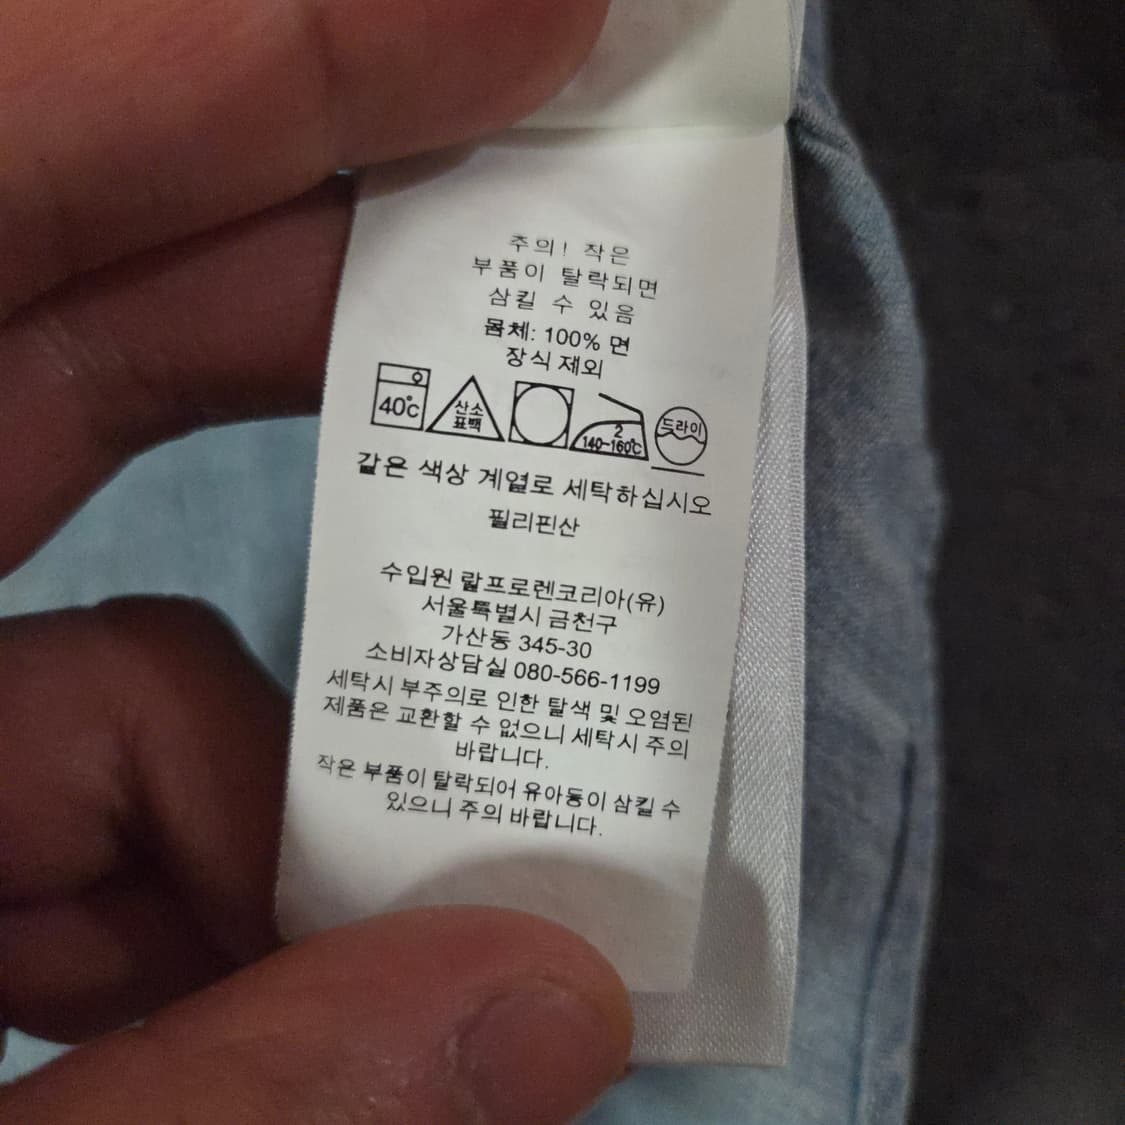 주의! 작은
부품이 탈락되면
삼킬 수 있음
몸체: 100% 면
장식 제외
40°c 산소 표백 2 140-160℃ 드라이
같은 색상 계열로 세탁하십시오
필리핀산
수입원 랄프로렌코리아(유)
서울특별시 금천구
가산동 345-30
소비자상담실 080-566-1199
세탁시 부주의로 인한 탈색 및 오염된
제품은 교환할 수 없으니 세탁시 주의
바랍니다.
작은 부품이 탈락되어 유아동이 삼킬 수
있으니 주의 바랍니다.